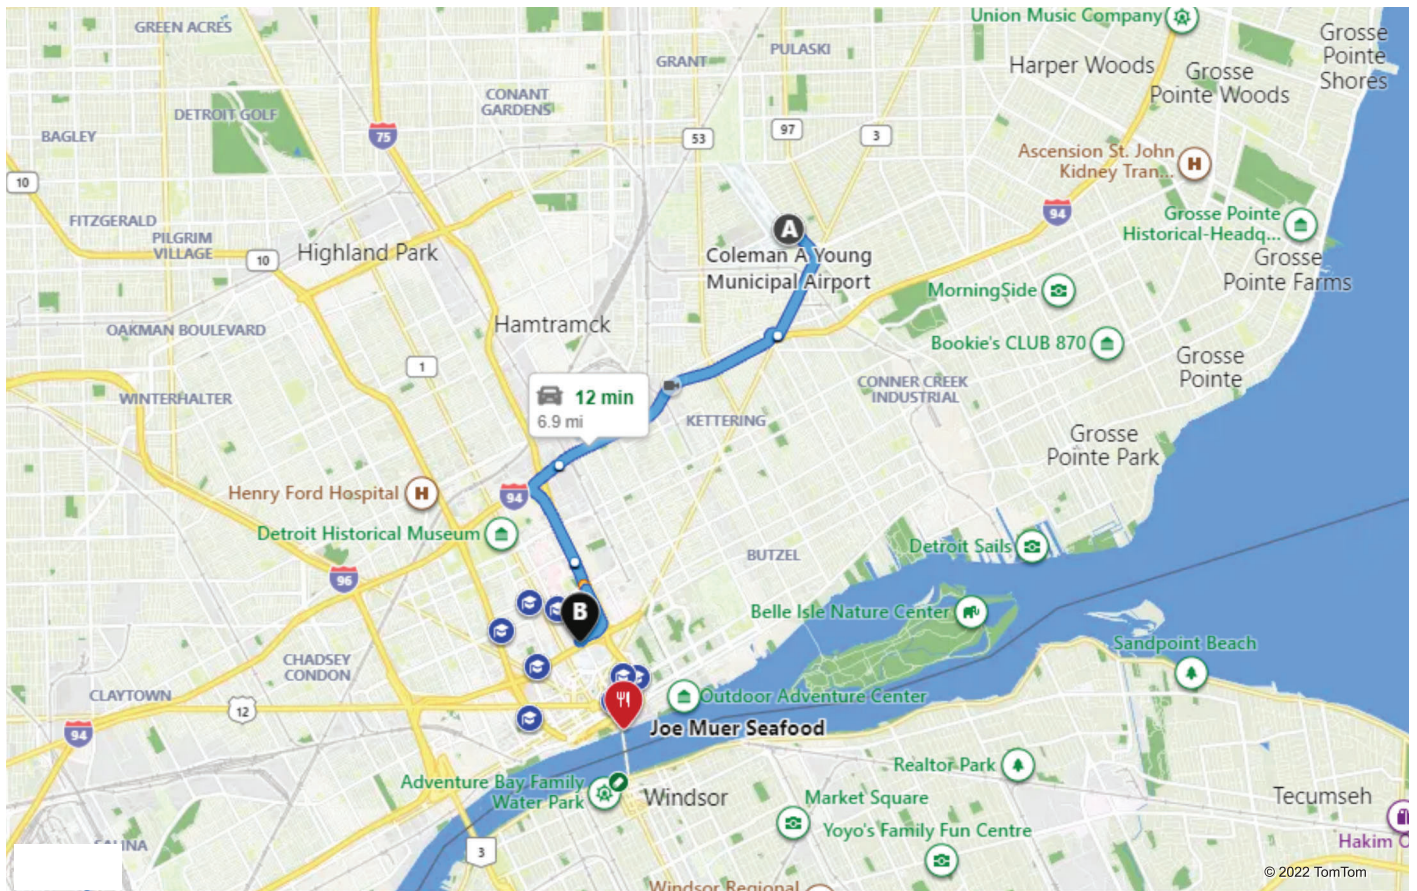 Union Music Company
GREEN ACRES
Grosse
Pointe
Shores
PULASKI
GRANT
Harper Woods
Grosse
Pointe Woods
CONANT
GARDENS
DETROIT GOLF
BAGLEY
75
53
97
3
Ascension St. John
Kidney Tran...
H
10
94
FITZGERALD
PILGRIM
VILLAGE
Grosse Pointe
Historical-Headq...
A
Highland Park
10
Coleman A Young
Municipal Airport
Grosse
Pointe Farms
MorningSide
OAKMAN BOULEVARD
Hamtramck
Bookie's CLUB 870
1
Grosse
Pointe
CONNER CREEK
INDUSTRIAL
WINTERHALTER
12 min
6.9 mi
KETTERING
Grosse
Pointe Park
Henry Ford Hospital
H
94
Detroit Historical Museum
BUTZEL
Detroit Sails
96
B
Belle Isle Nature Center
Sandpoint Beach
CHADSEY
CONDON
CLAYTOWN
12
Outdoor Adventure Center
94
Joe Muer Seafood
Realtor Park
Adventure Bay Family
Water Park
Windsor
Market Square
Tecumseh
Yoyo's Family Fun Centre
Hakim O
3
© 2022 TomTom
Windsor Regional